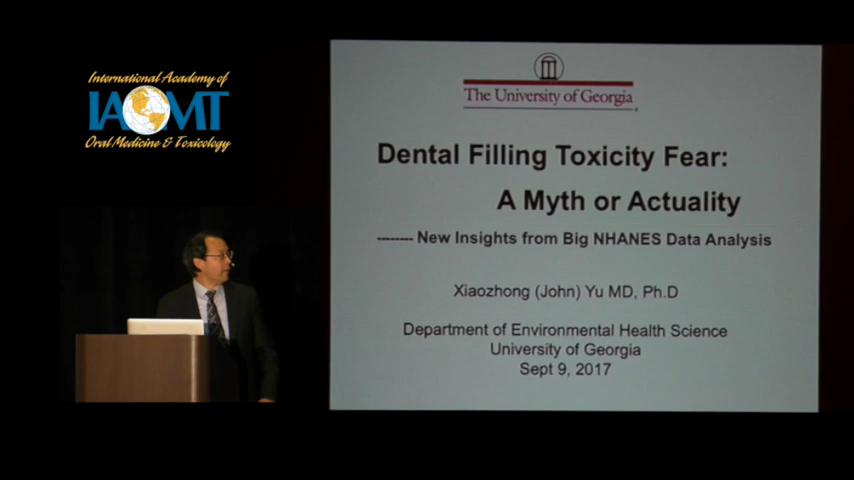 International Academy of
IAOMT
Oral Medicine & Toxicology
The University of Georgia
Dental Filling Toxicity Fear:
A Myth or Actuality
-------- New Insights from Big NHANES Data Analysis
Xiaozhong (John) Yu MD, Ph.D
Department of Environmental Health Science
University of Georgia
Sept 9, 2017